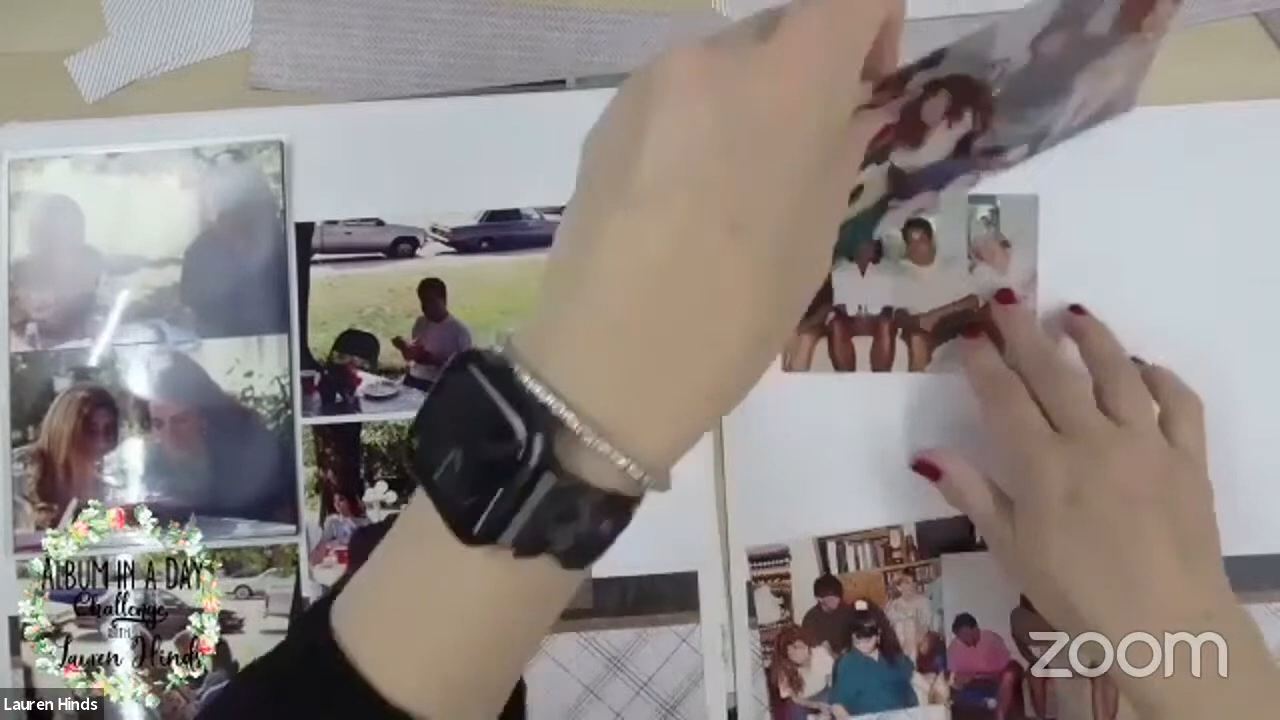 ALBUM IN A DAY
Challenge
WITH
Lauren Hinds
Lauren Hinds
zoom